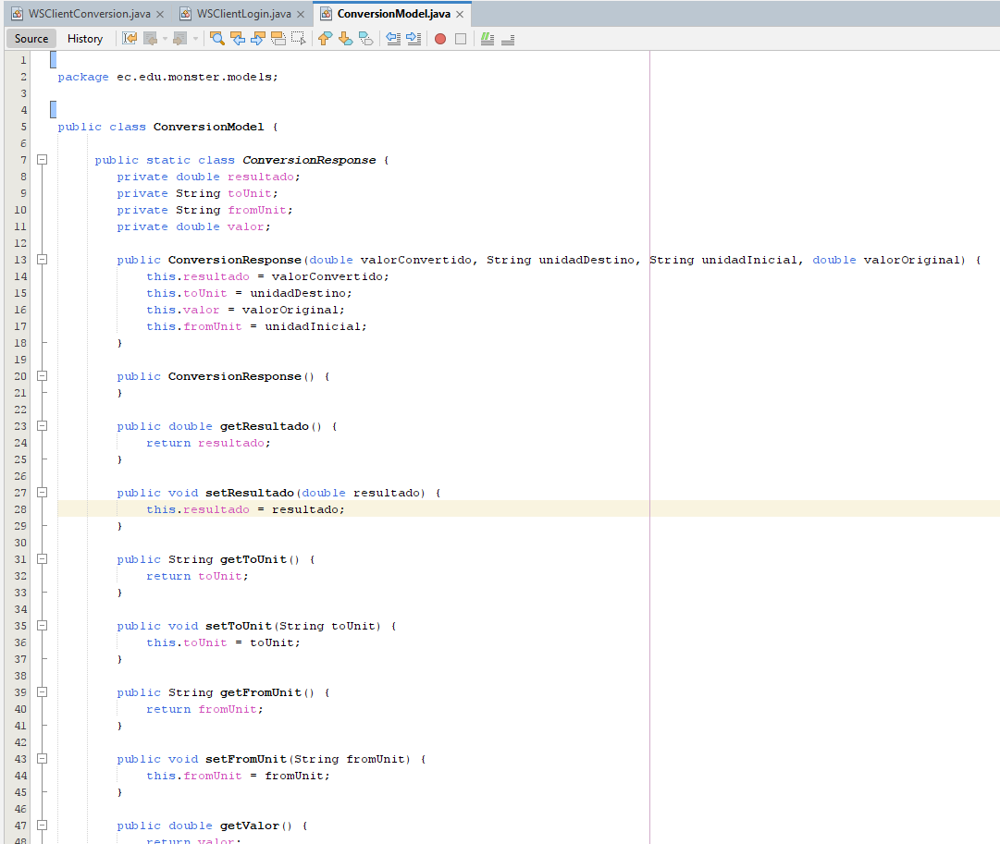 WSClientConversion.java × WSClientLogin.java × ConversionModel.java ×
Source History
1
2 package ec.edu.monster.models;
3
4
5 public class ConversionModel {
6
7 public static class ConversionResponse {
8 private double resultado;
9 private String toUnit;
10 private String fromUnit;
11 private double valor;
12
13 public ConversionResponse(double valorConvertido, String unidadDestino, String unidadInicial, double valorOriginal) {
14 this.resultado = valorConvertido;
15 this.toUnit = unidadDestino;
16 this.valor = valorOriginal;
17 this.fromUnit = unidadInicial;
18 }
19
20 public ConversionResponse() {
21 }
22
23 public double getResultado() {
24 return resultado;
25 }
26
27 public void setResultado(double resultado) {
28 this.resultado = resultado;
29 }
30
31 public String getToUnit() {
32 return toUnit;
33 }
34
35 public void setToUnit(String toUnit) {
36 this.toUnit = toUnit;
37 }
38
39 public String getFromUnit() {
40 return fromUnit;
41 }
42
43 public void setFromUnit(String fromUnit) {
44 this.fromUnit = fromUnit;
45 }
46
47 public double getValor() {
48 return valor;